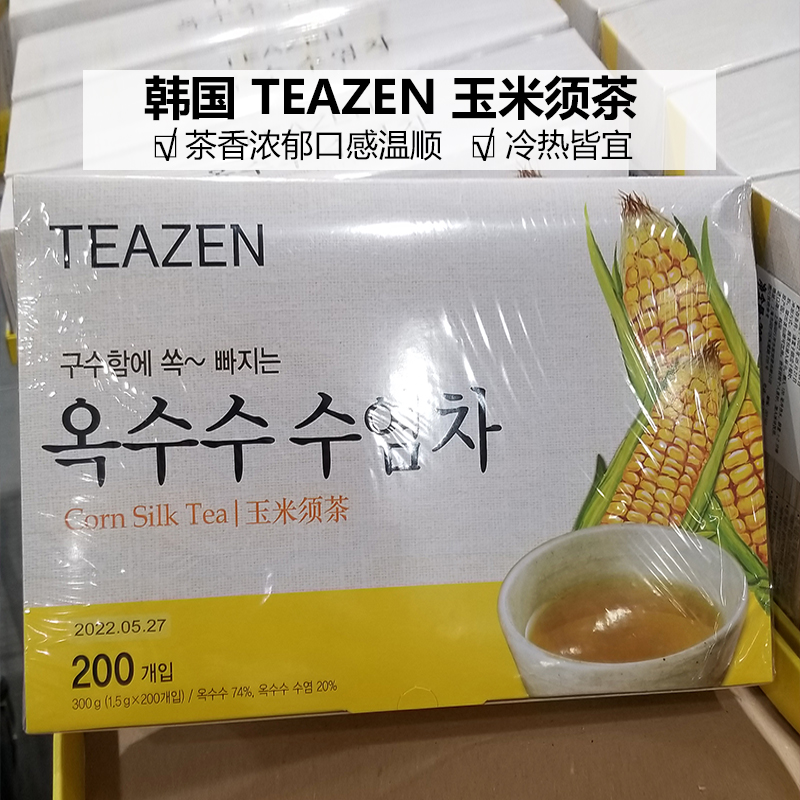 韩国 TEAZEN 玉米须茶
☑ 茶香浓郁口感温顺 ☑ 冷热皆宜
TEAZEN
구수함에 쏙~ 빠지는
옥수수 수염차
Corn Silk Tea | 玉米须茶
2022.05.27
200 개입
300g (1.5g×200개입) / 옥수수 74%, 옥수수 수염 20%